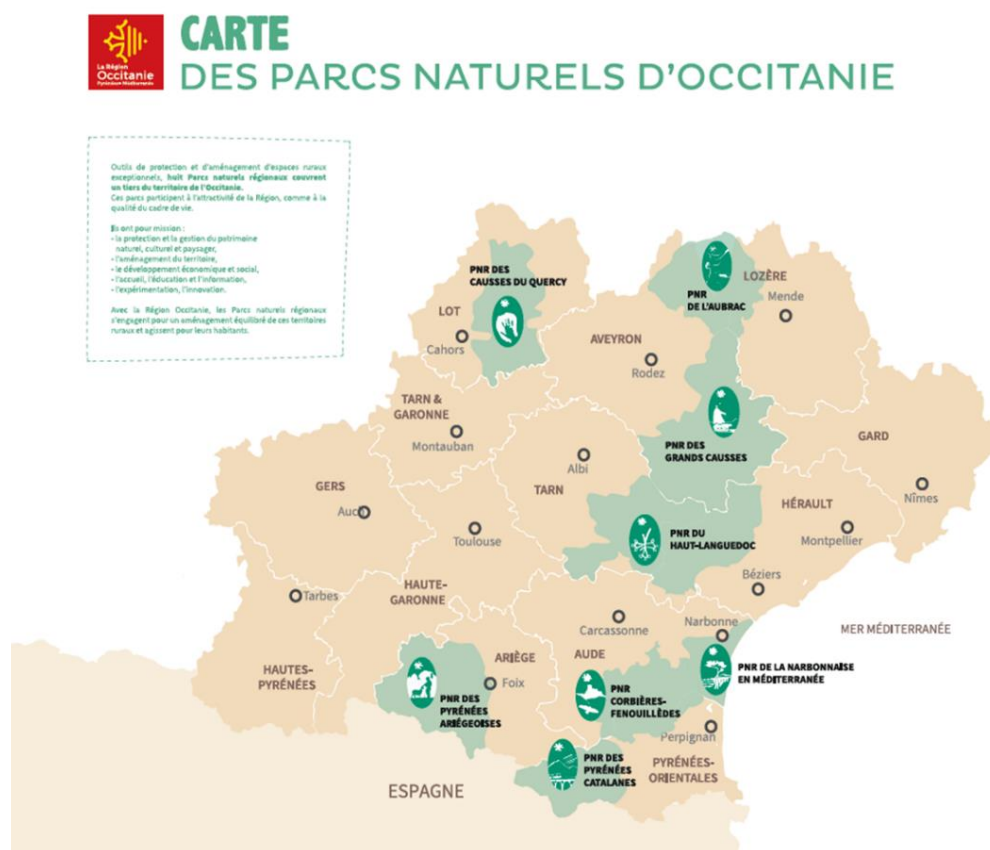 La Région
Occitanie
Pyrénées-Méditerranée
CARTE
DES PARCS NATURELS D'OCCITANIE
Outils de protection et d'aménagement d'espaces ruraux
exceptionnels, huit Parcs naturels régionaux couvrent
un tiers du territoire de l'Occitanie.
Ces parcs participent à l'attractivité de la Région, comme à la
qualité du cadre de vie.
Ils ont pour mission :
- la protection et la gestion du patrimoine
naturel, culturel et paysager,
- l'aménagement du territoire,
- le développement économique et social,
- l'accueil, l'éducation et l'information,
- l'expérimentation, l'innovation.
Avec la Région Occitanie, les Parcs naturels régionaux
s'engagent pour un aménagement équilibré de ces territoires
ruraux et agissent pour leurs habitants.
PNR DES
CAUSSES DU QUERCY
LOT
Cahors
PNR
DE L'AUBRAC
LOZÈRE
Mende
AVEYRON
Rodez
TARN &
GARONNE
Montauban
PNR DES
GRANDS CAUSSES
GARD
Nîmes
Albi
TARN
GERS
Auch
Toulouse
HÉRAULT
Montpellier
PNR DU
HAUT-LANGUEDOC
Béziers
Tarbes
HAUTE-
GARONNE
Carcassonne
Narbonne
MER MÉDITERRANÉE
HAUTES-
PYRÉNÉES
ARIÈGE
Foix
AUDE
PNR DES
PYRÉNÉES
ARIÉGEOISES
PNR
CORBIÈRES-
FENOUILLÈDES
PNR DE LA NARBONNAISE
EN MÉDITERRANÉE
Perpignan
PNR DES
PYRÉNÉES
CATALANES
PYRÉNÉES-
ORIENTALES
ESPAGNE